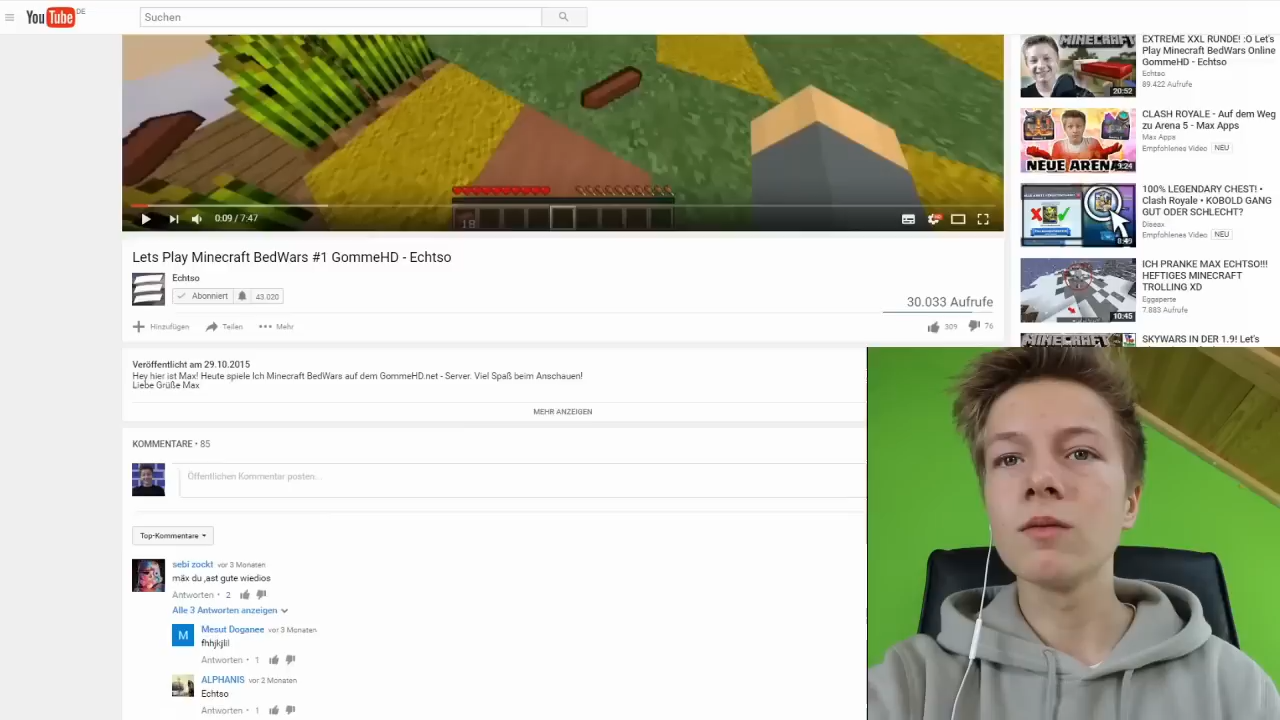 YouTube DE
Suchen
0:09 / 7:47
18
Lets Play Minecraft BedWars #1 GommeHD - Echtso
Echtso
Abonniert 43.020
30.033 Aufrufe
Hinzufügen Teilen Mehr
309 76
Veröffentlicht am 29.10.2015
Hey hier ist Max! Heute spiele Ich Minecraft BedWars auf dem GommeHD.net - Server. Viel Spaß beim Anschauen!
Liebe Grüße Max
MEHR ANZEIGEN
KOMMENTARE • 85
Öffentlichen Kommentar posten...
Top-Kommentare
sebi zockt vor 3 Monaten
mäx du ,ast gute wiedios
Antworten • 2
Alle 3 Antworten anzeigen
M
Mesut Doganee vor 3 Monaten
fhhjkjlil
Antworten • 1
ALPHANIS vor 2 Monaten
Echtso
Antworten • 1
MINECRAFT
20:52
EXTREME XXL RUNDE! :O Let's
Play Minecraft BedWars Online
GommeHD - Echtso
Echtso
89.422 Aufrufe
NEUE ARENA
CLASH ROYALE - Auf dem Weg
zu Arena 5 - Max Apps
Max Apps
Empfohlenes Video NEU
8:49
100% LEGENDARY CHEST! •
Clash Royale • KOBOLD GANG
GUT ODER SCHLECHT?
Empfohlenes Video NEU
10:45
ICH PRANKE MAX ECHTSO!!!
HEFTIGES MINECRAFT
TROLLING XD
Eggsperte
7.883 Aufrufe
MINECRAFT
SKYWARS IN DER 1.9! Let's